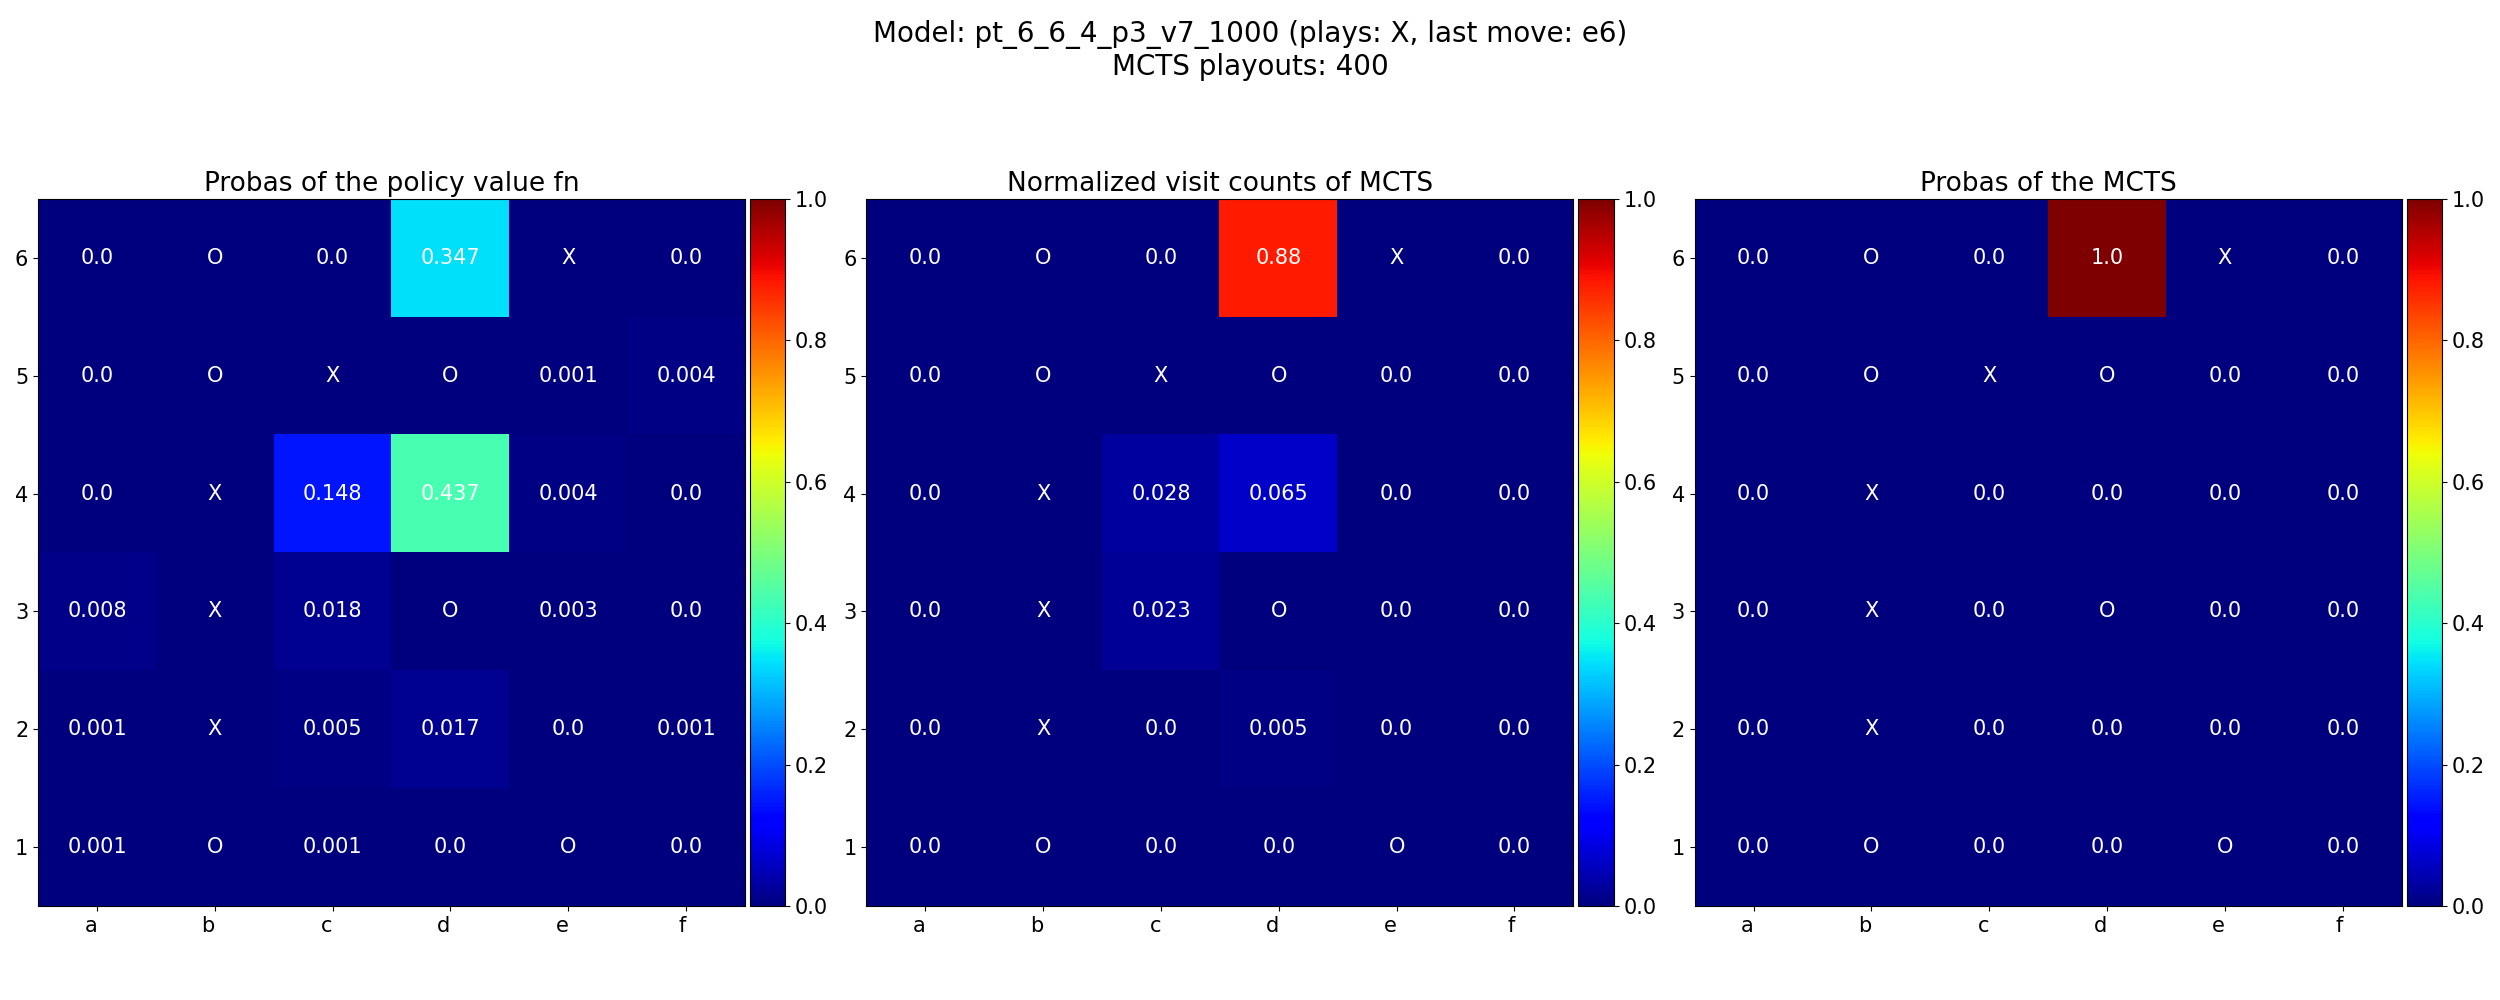 Model: pt_6_6_4_p3_v7_1000 (plays: X, last move: e6)
MCTS playouts: 400
Probas of the policy value fn
6 0.0 O 0.0 0.347 X 0.0
5 0.0 O X O 0.001 0.004
4 0.0 X 0.148 0.437 0.004 0.0
3 0.008 X 0.018 O 0.003 0.0
2 0.001 X 0.005 0.017 0.0 0.001
1 0.001 O 0.001 0.0 O 0.0
a b c d e f
1.0
0.8
0.6
0.4
0.2
0.0
Normalized visit counts of MCTS
6 0.0 O 0.0 0.88 X 0.0
5 0.0 O X O 0.0 0.0
4 0.0 X 0.028 0.065 0.0 0.0
3 0.0 X 0.023 O 0.0 0.0
2 0.0 X 0.0 0.005 0.0 0.0
1 0.0 O 0.0 0.0 O 0.0
a b c d e f
1.0
0.8
0.6
0.4
0.2
0.0
Probas of the MCTS
6 0.0 O 0.0 1.0 X 0.0
5 0.0 O X O 0.0 0.0
4 0.0 X 0.0 0.0 0.0 0.0
3 0.0 X 0.0 O 0.0 0.0
2 0.0 X 0.0 0.0 0.0 0.0
1 0.0 O 0.0 0.0 O 0.0
a b c d e f
1.0
0.8
0.6
0.4
0.2
0.0